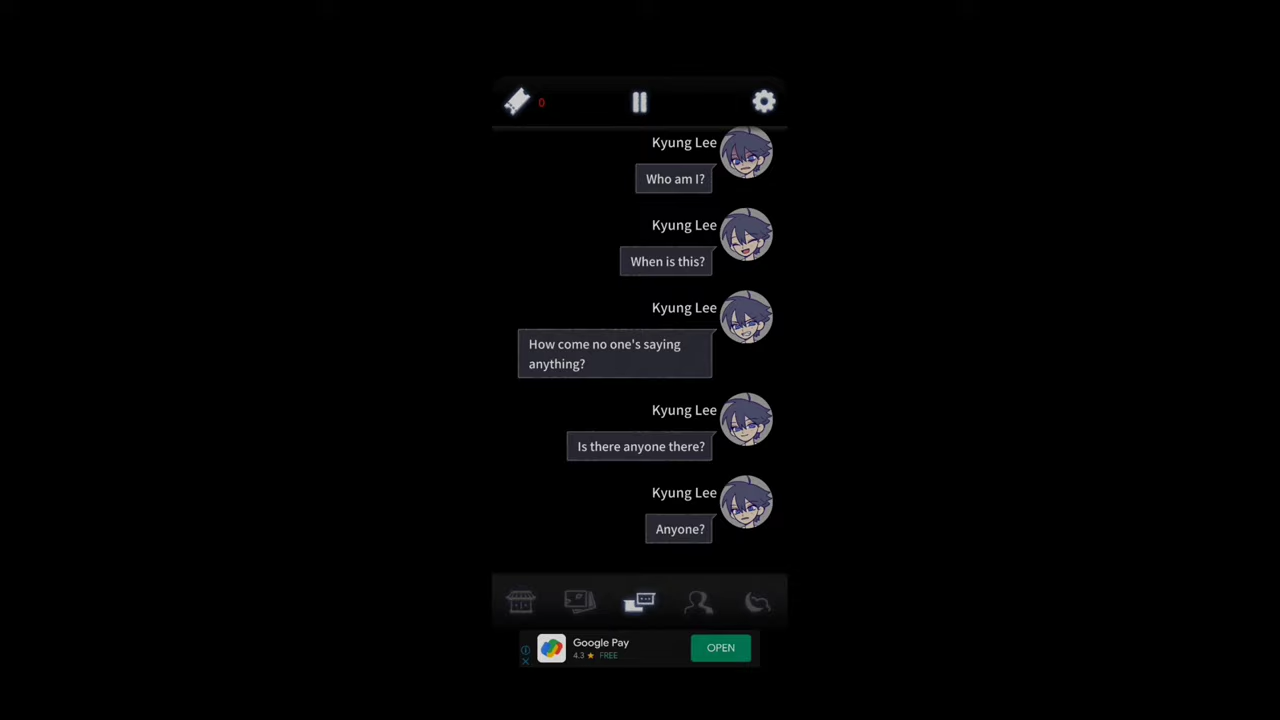 0
Kyung Lee
Who am I?
Kyung Lee
When is this?
Kyung Lee
How come no one's saying
anything?
Kyung Lee
Is there anyone there?
Kyung Lee
Anyone?
Google Pay
4.3 ★ FREE
OPEN